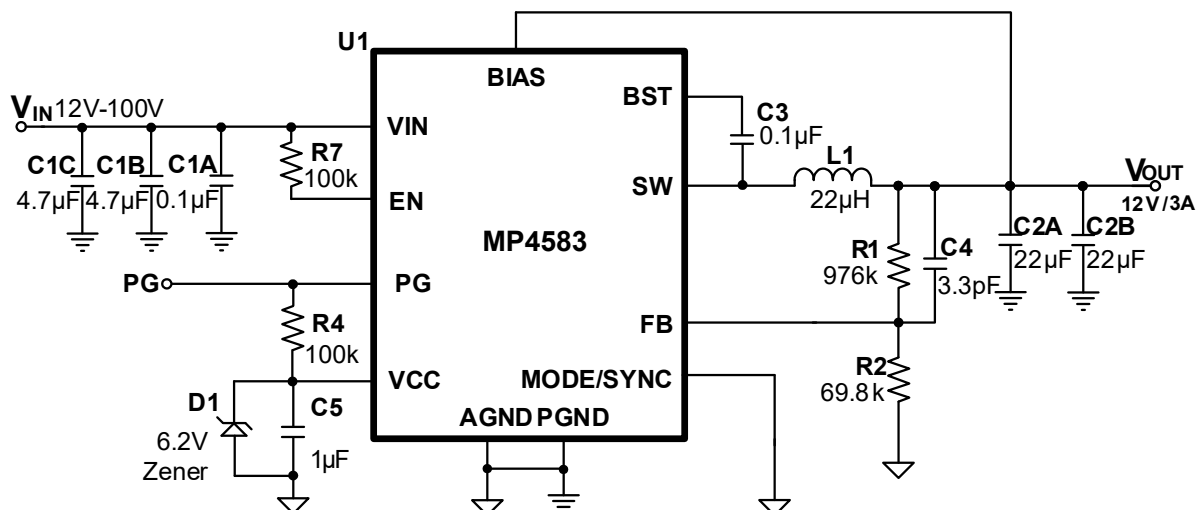 U1
BIAS
BST
C3
0.1µF
VIN 12V-100V
VIN
C1C
C1B
C1A
4.7µF
4.7µF
0.1µF
R7
100k
EN
SW
L1
22µH
VOUT
12V/3A
MP4583
R1
976k
C4
3.3pF
C2A
22µF
C2B
22µF
PG
PG
R4
100k
FB
R2
69.8k
VCC
MODE/SYNC
D1
6.2V
Zener
C5
1µF
AGND PGND